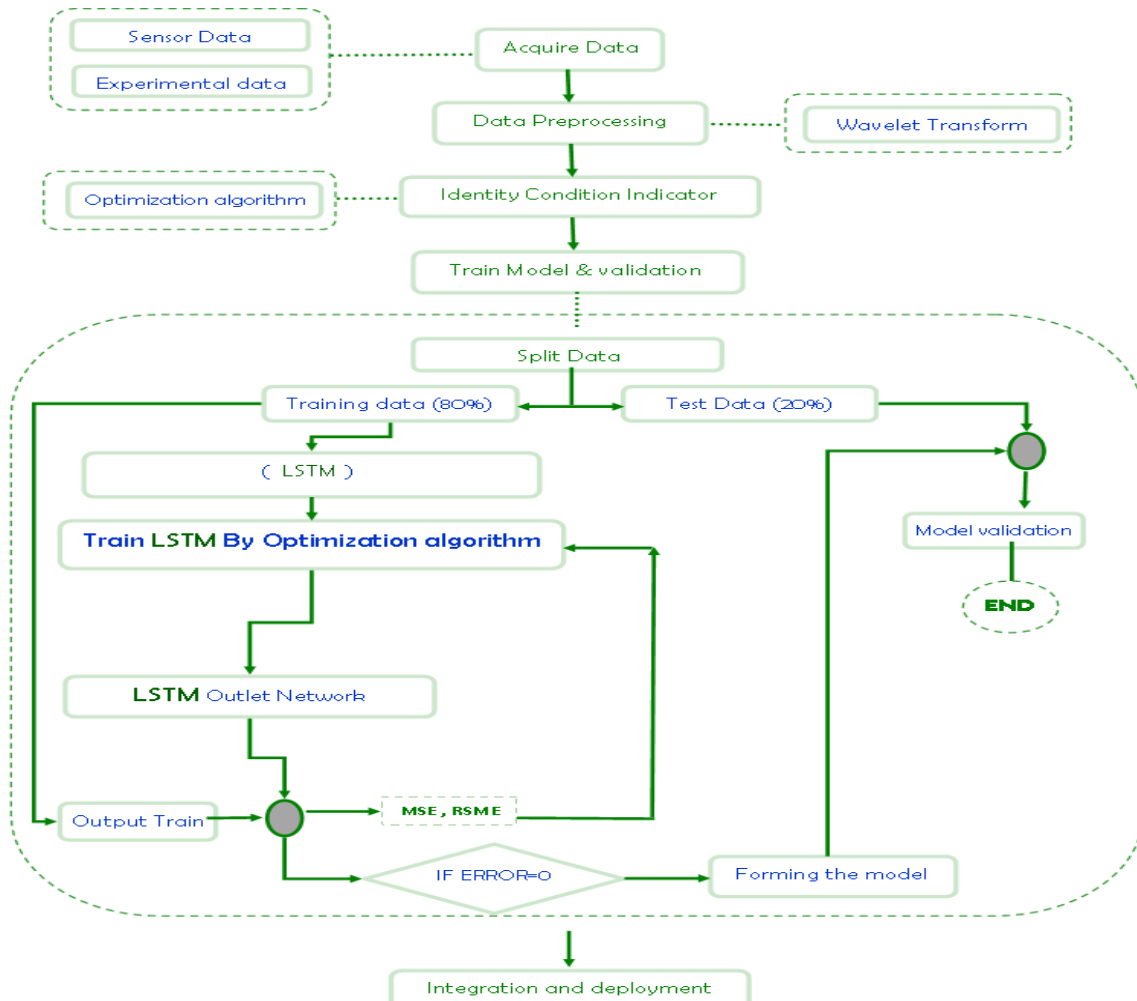 Sensor Data
Acquire Data
Experimental data
Data Preprocessing
Wavelet Transform
Optimization algorithm
Identity Condition Indicator
Train Model & validation
Split Data
Training data (80%)
Test Data (20%)
( LSTM )
Train LSTM By Optimization algorithm
Model validation
END
LSTM Outlet Network
MSE, RSME
Output Train
IF ERROR=0
Forming the model
Integration and deployment